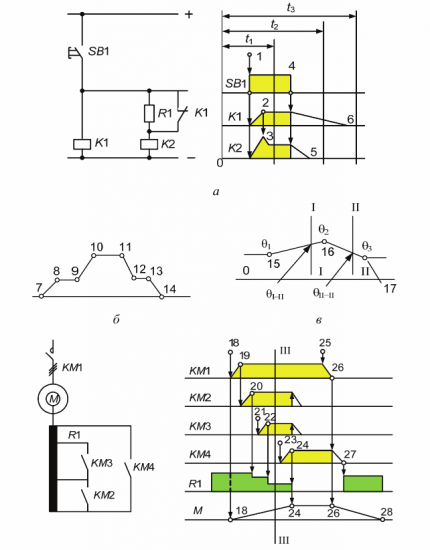 t3
t2
t1
+
SB1
1
4
SB1
R1
K1
K1
2
K1
K2
3
6
K2
5
−
0
а
I
II
10
11
θ1
θ2
θ3
8
9
12
13
15
16
7
14
0
I
II
17
θI–II
θII–II
б
в
18
III
25
KM1
19
26
KM1
M
KM2
20
21
22
KM3
R1
23
24
KM3
KM4
KM4
27
KM2
R1
M
18
24
26
28
III